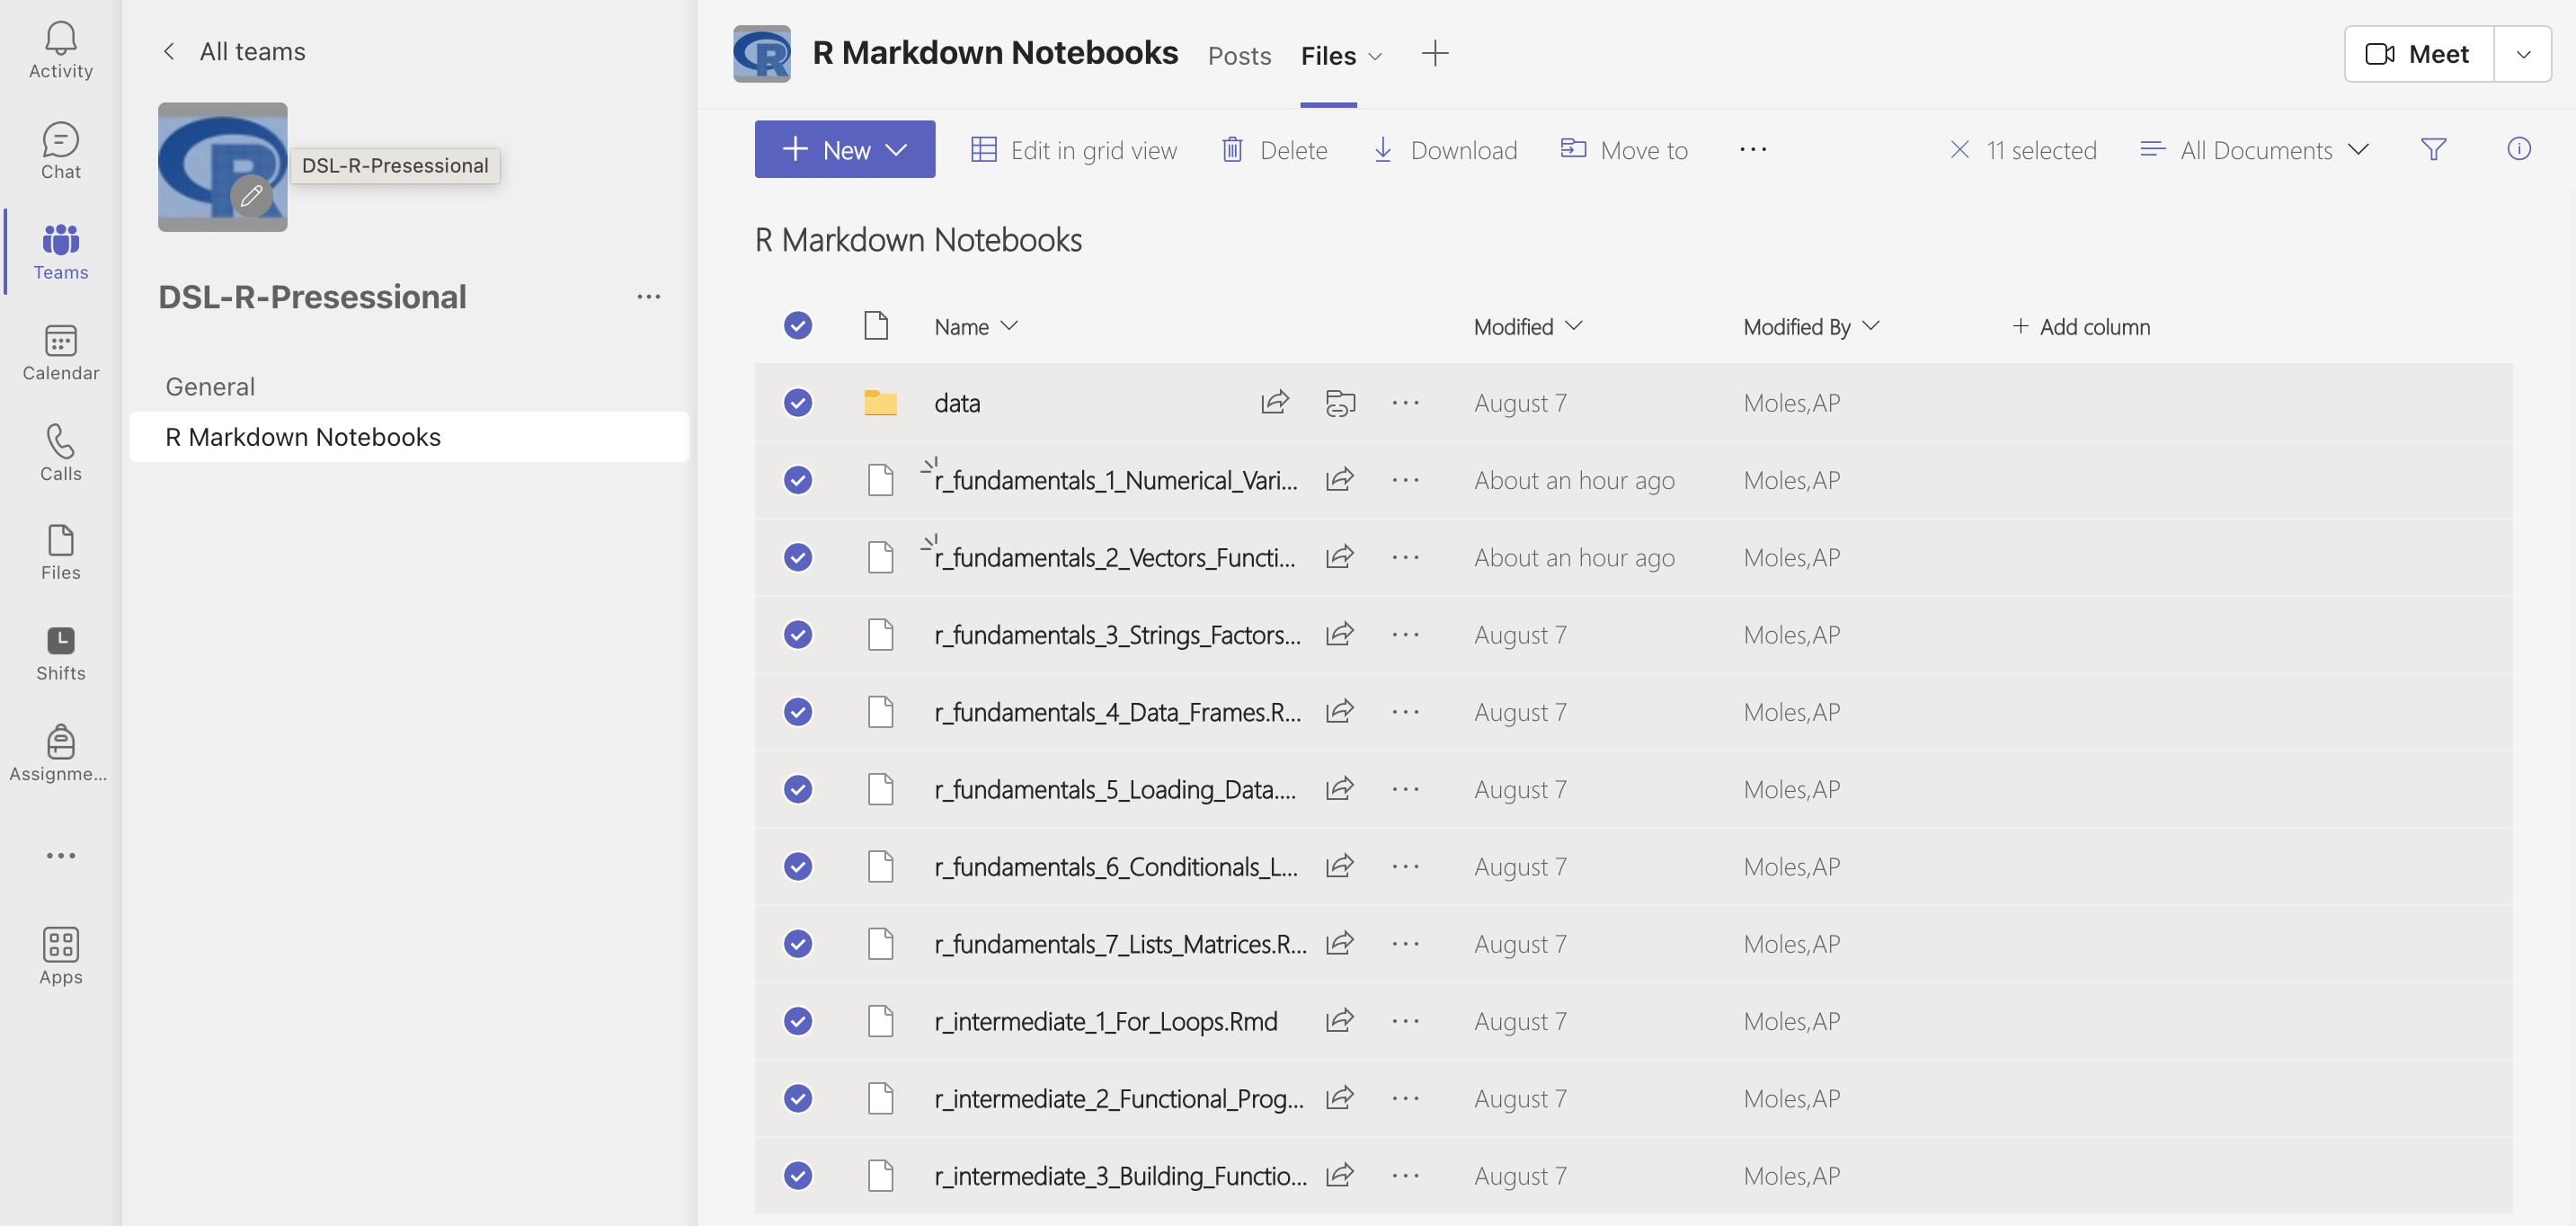 Activity
Chat
Teams
Calendar
Calls
Files
Shifts
Assignme...
Apps
All teams
DSL-R-Presessional
DSL-R-Presessional
General
R Markdown Notebooks
R Markdown Notebooks Posts Files
Meet
New Edit in grid view Delete Download Move to 11 selected All Documents
R Markdown Notebooks
Name Modified Modified By + Add column
data August 7 Moles,AP
r_fundamentals_1_Numerical_Vari... About an hour ago Moles,AP
r_fundamentals_2_Vectors_Functi... About an hour ago Moles,AP
r_fundamentals_3_Strings_Factors... August 7 Moles,AP
r_fundamentals_4_Data_Frames.R... August 7 Moles,AP
r_fundamentals_5_Loading_Data.... August 7 Moles,AP
r_fundamentals_6_Conditionals_L... August 7 Moles,AP
r_fundamentals_7_Lists_Matrices.R... August 7 Moles,AP
r_intermediate_1_For_Loops.Rmd August 7 Moles,AP
r_intermediate_2_Functional_Prog... August 7 Moles,AP
r_intermediate_3_Building_Functio... August 7 Moles,AP